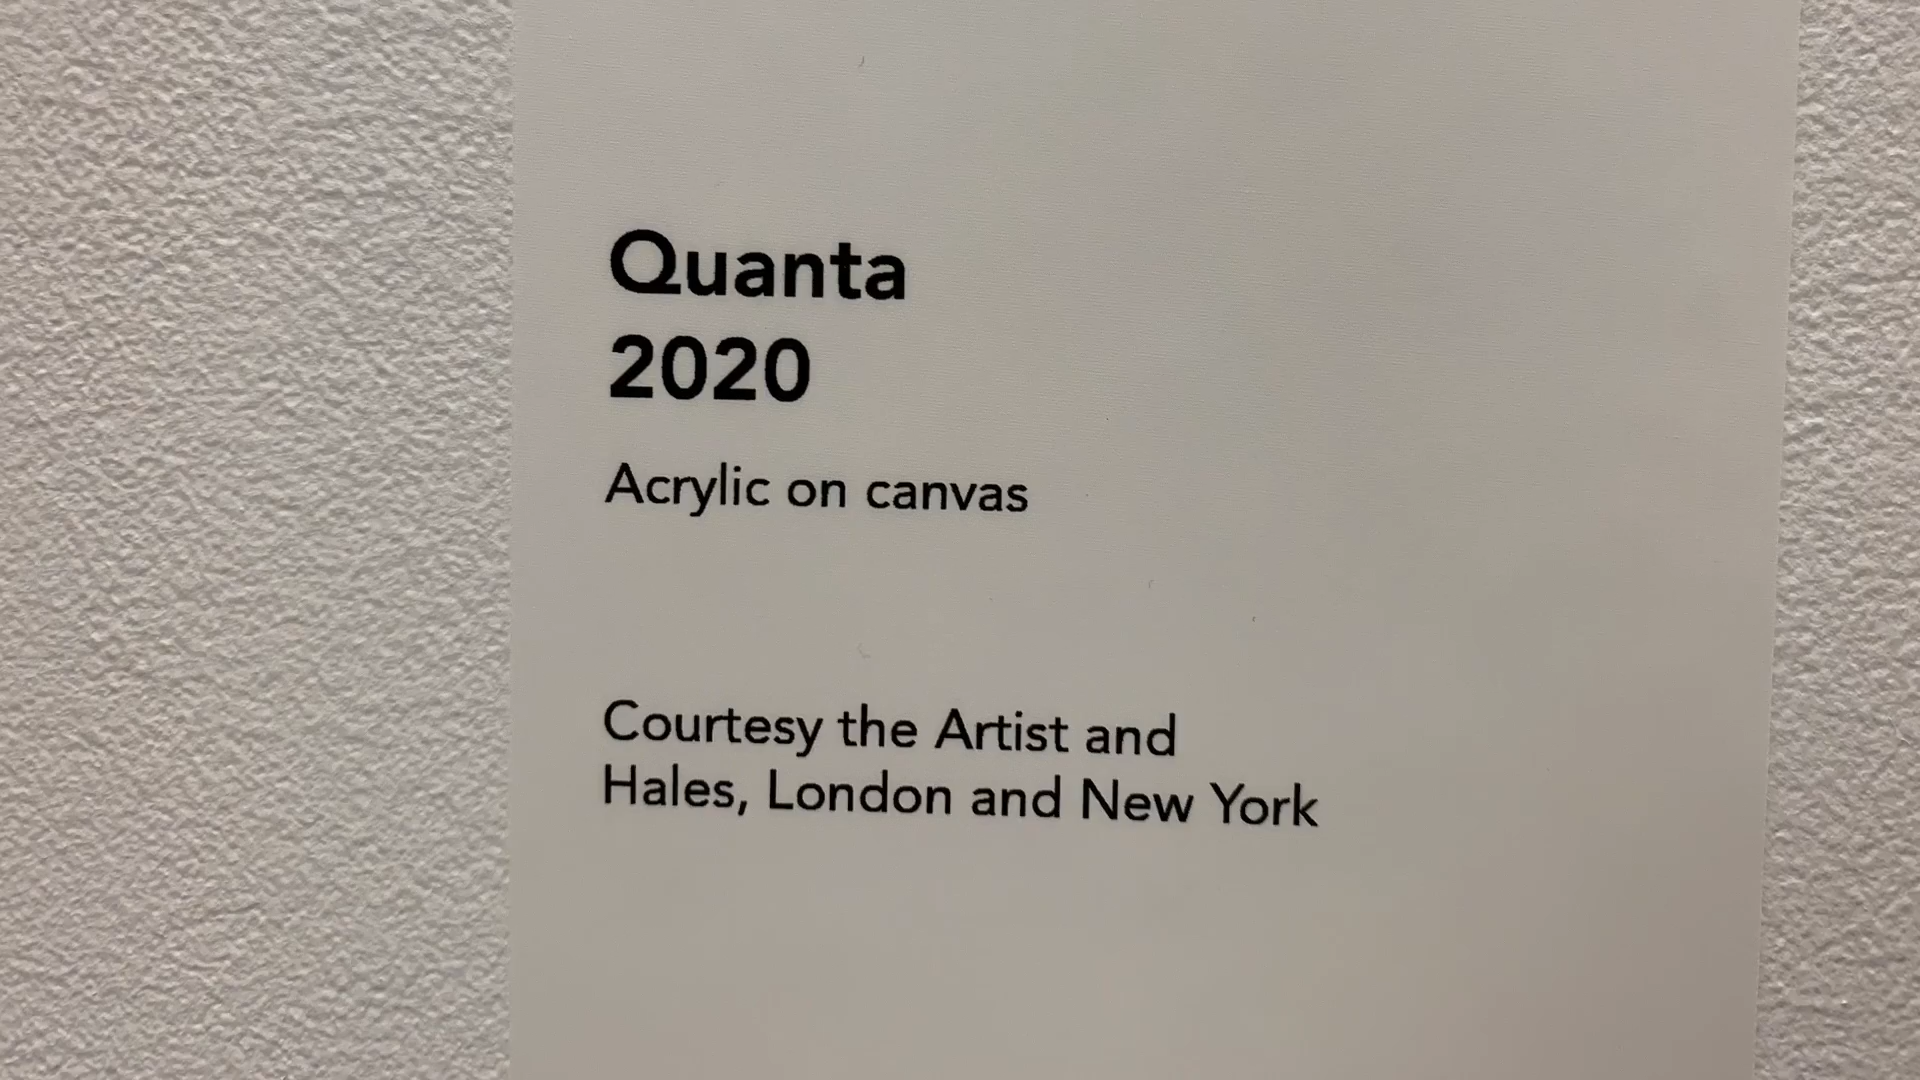 Quanta
2020
Acrylic on canvas
Courtesy the Artist and
Hales, London and New York